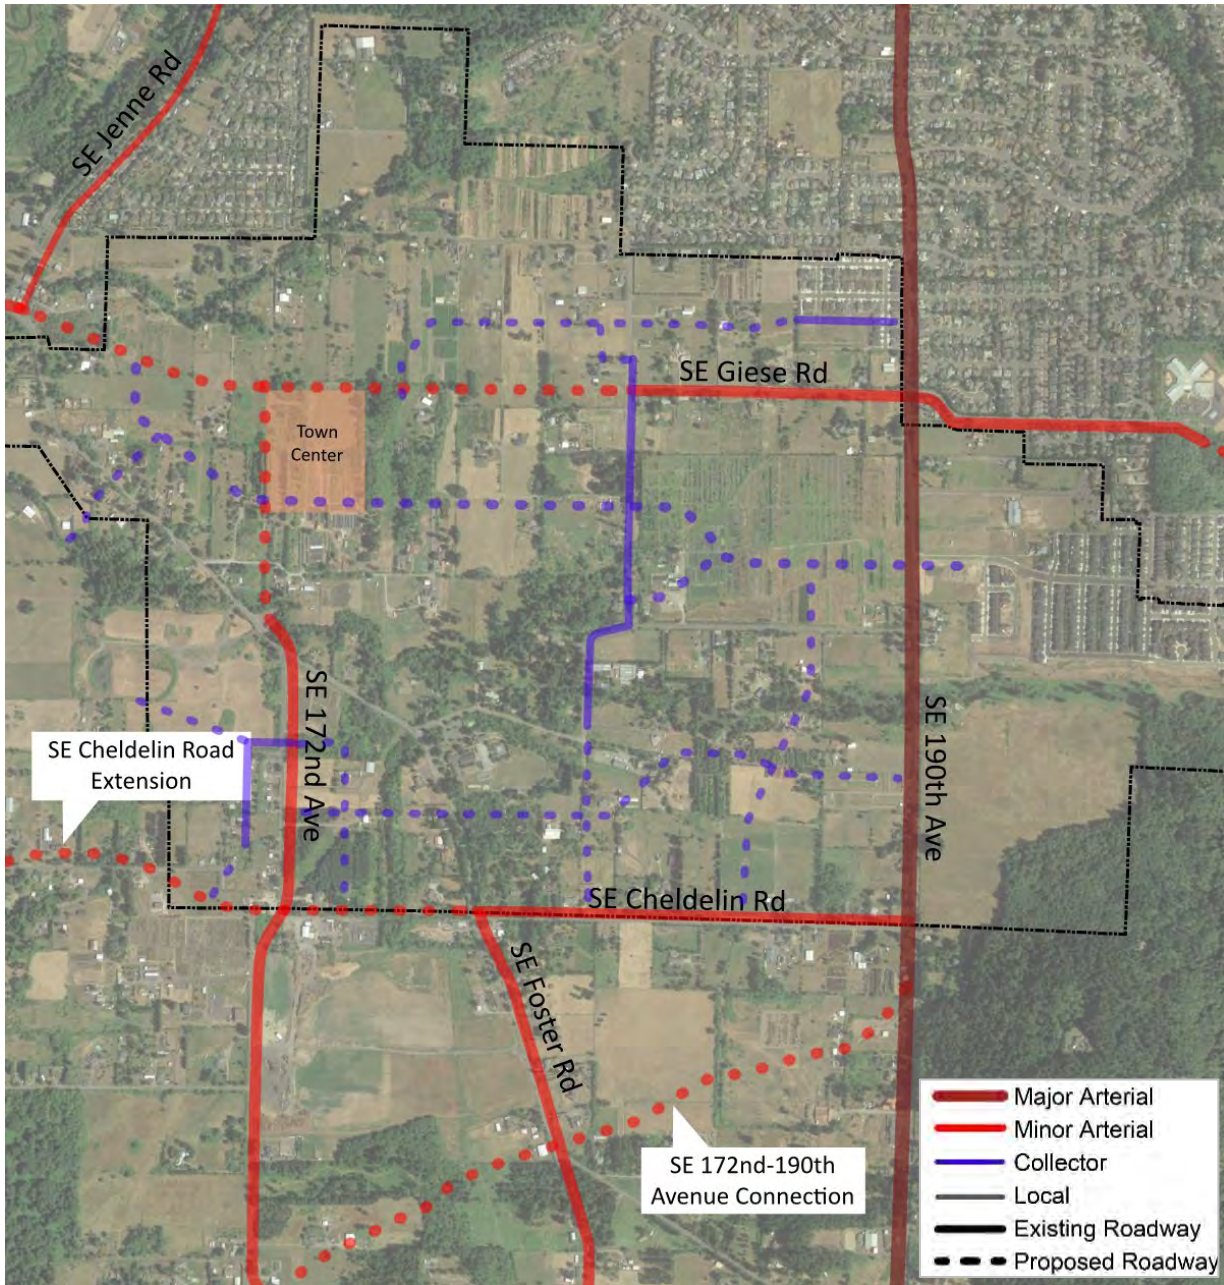 SE Jenne Rd
SE Giese Rd
Town
Center
SE 172nd Ave
SE 190th Ave
SE Cheldelin Road
Extension
SE Cheldelin Rd
SE Foster Rd
SE 172nd-190th
Avenue Connection
Major Arterial
Minor Arterial
Collector
Local
Existing Roadway
Proposed Roadway